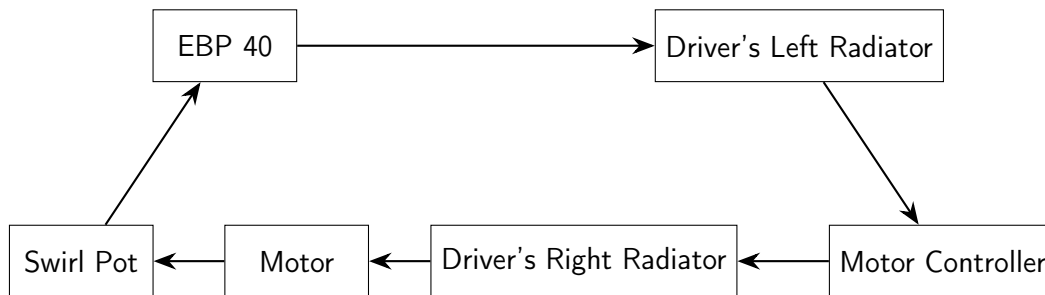 EBP 40
Driver's Left Radiator
Swirl Pot
Motor
Driver's Right Radiator
Motor Controller